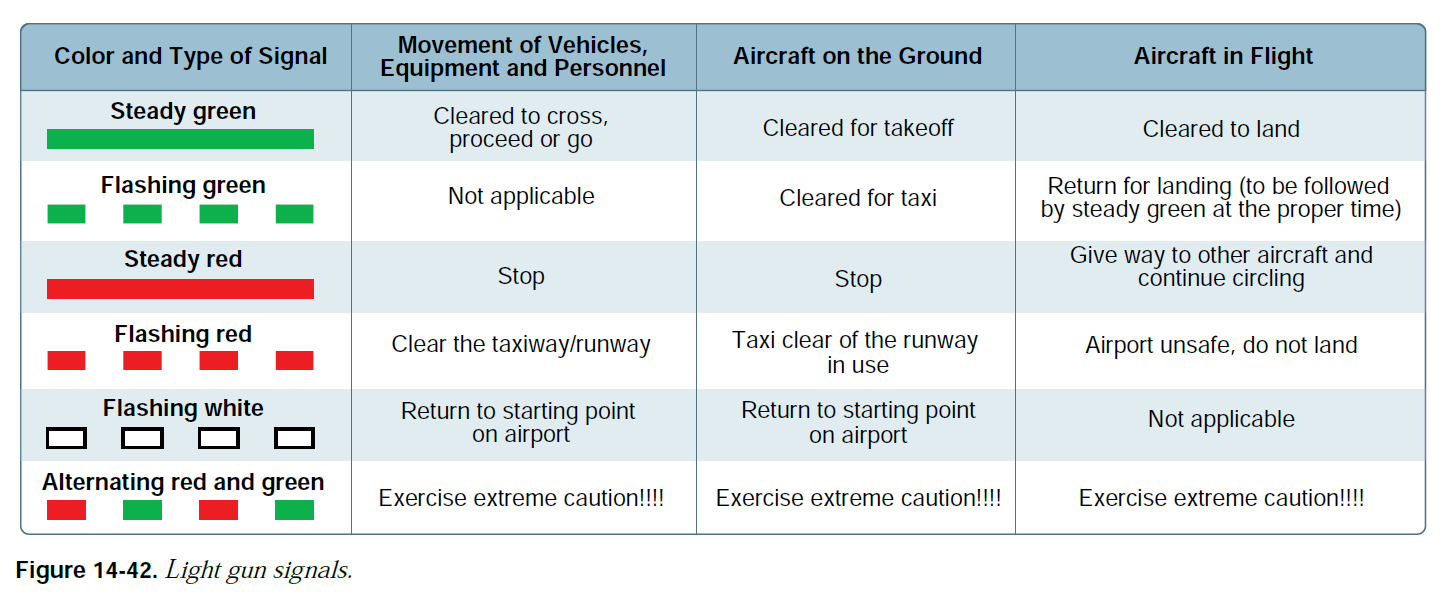 Color and Type of Signal
Movement of Vehicles,
Equipment and Personnel
Aircraft on the Ground
Aircraft in Flight
Steady green
Cleared to cross,
proceed or go
Cleared for takeoff
Cleared to land
Flashing green
Not applicable
Cleared for taxi
Return for landing (to be followed
by steady green at the proper time)
Steady red
Stop
Stop
Give way to other aircraft and
continue circling
Flashing red
Clear the taxiway/runway
Taxi clear of the runway
in use
Airport unsafe, do not land
Flashing white
Return to starting point
on airport
Return to starting point
on airport
Not applicable
Alternating red and green
Exercise extreme caution!!!!
Exercise extreme caution!!!!
Exercise extreme caution!!!!
Figure 14-42. Light gun signals.